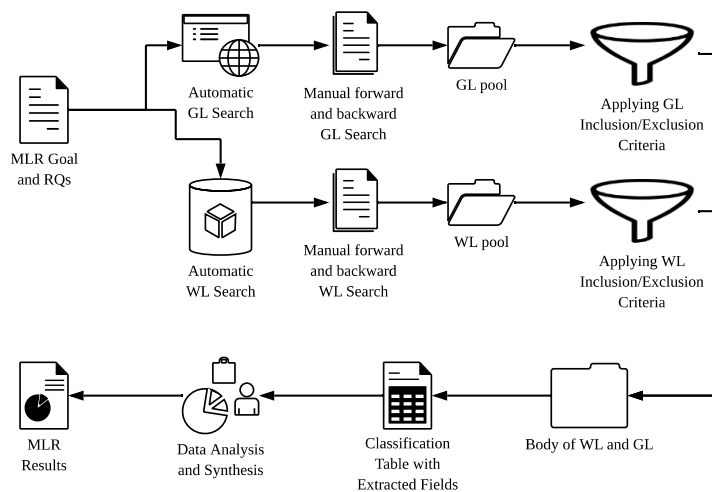 MLR Goal
and RQs
Automatic
GL Search
Manual forward
and backward
GL Search
GL pool
Applying GL
Inclusion/Exclusion
Criteria
Automatic
WL Search
Manual forward
and backward
WL Search
WL pool
Applying WL
Inclusion/Exclusion
Criteria
Body of WL and GL
Classification
Table with
Extracted Fields
Data Analysis
and Synthesis
MLR
Results